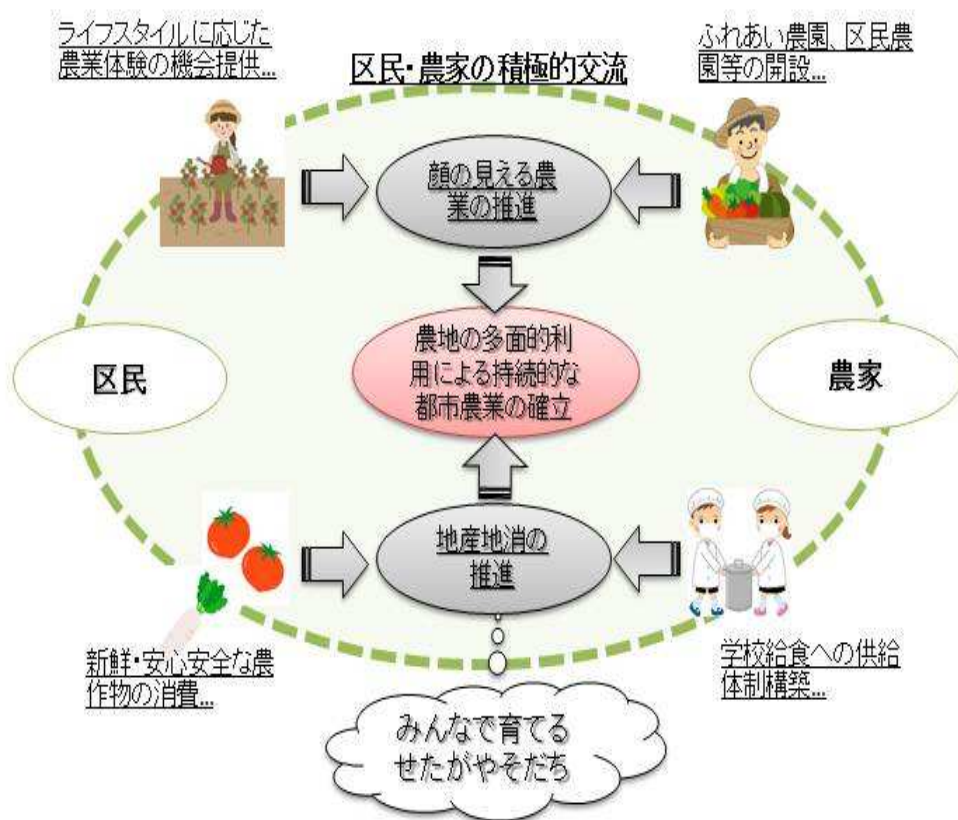 ライフスタイルに応じた
農業体験の機会提供...
区民・農家の積極的交流
ふれあい農園、区民農
園等の開設...
顔の見える農
業の推進
区民
農地の多面的利
用による持続的な
都市農業の確立
農家
地産地消の
推進
新鮮・安心安全な農
作物の消費...
学校給食への供給
体制構築...
みんなで育てる
せたがやそだち